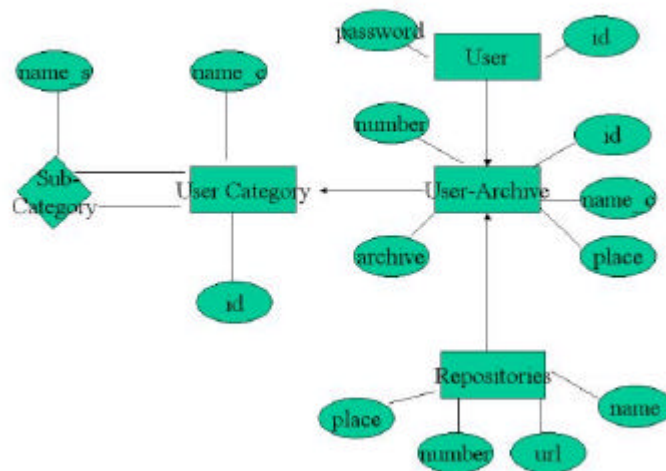 password
id
User
name_s
name_c
number
id
Sub-
Category
User Category
User-Archive
name_c
archive
place
id
Repositories
place
name
number
url